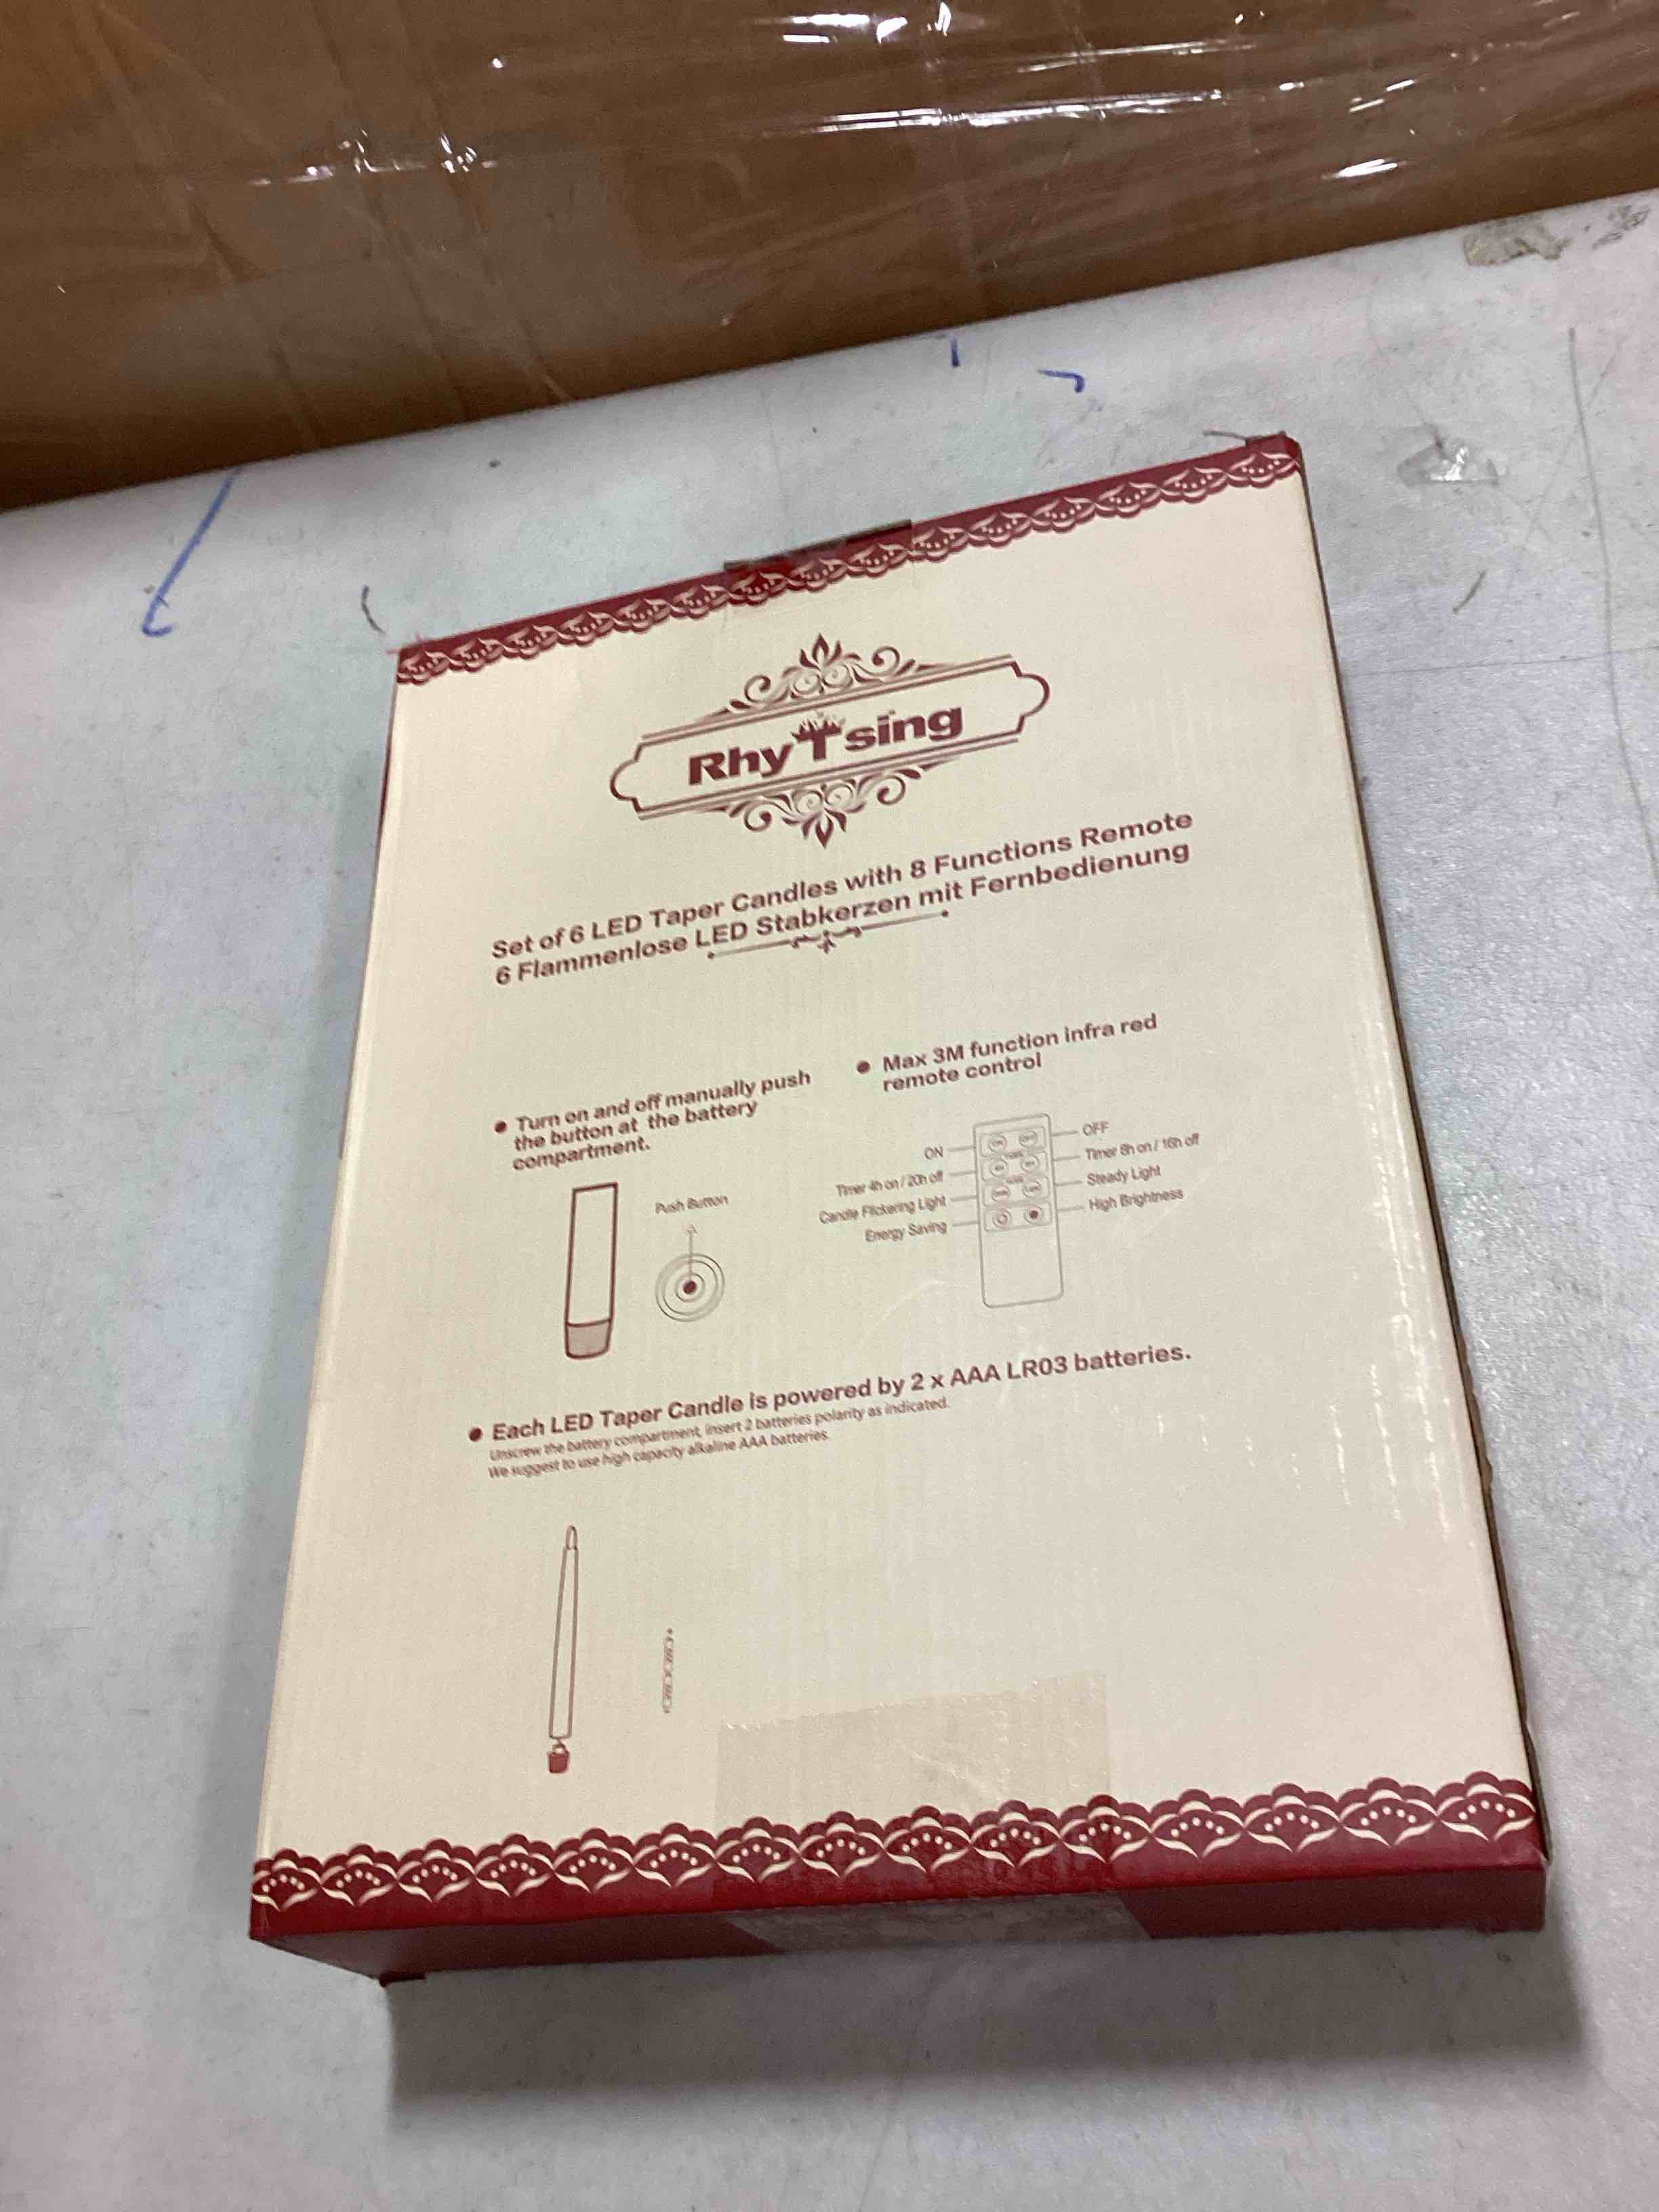 RhyTsing
Set of 6 LED Taper Candles with 8 Functions Remote
6 Flammenlose LED Stabkerzen mit Fernbedienung
Turn on and off manually push
the button at the battery
compartment.
Push Button
Max 3M function infra red
remote control
ON
Timer 4h on / 20h off
Candle Flickering Light
Energy Saving
OFF
Timer 8h on / 16h off
Steady Light
High Brightness
Each LED Taper Candle is powered by 2 x AAA LR03 batteries.
Unscrew the battery compartment, insert 2 batteries polarity as indicated.
We suggest to use high capacity alkaline AAA batteries.